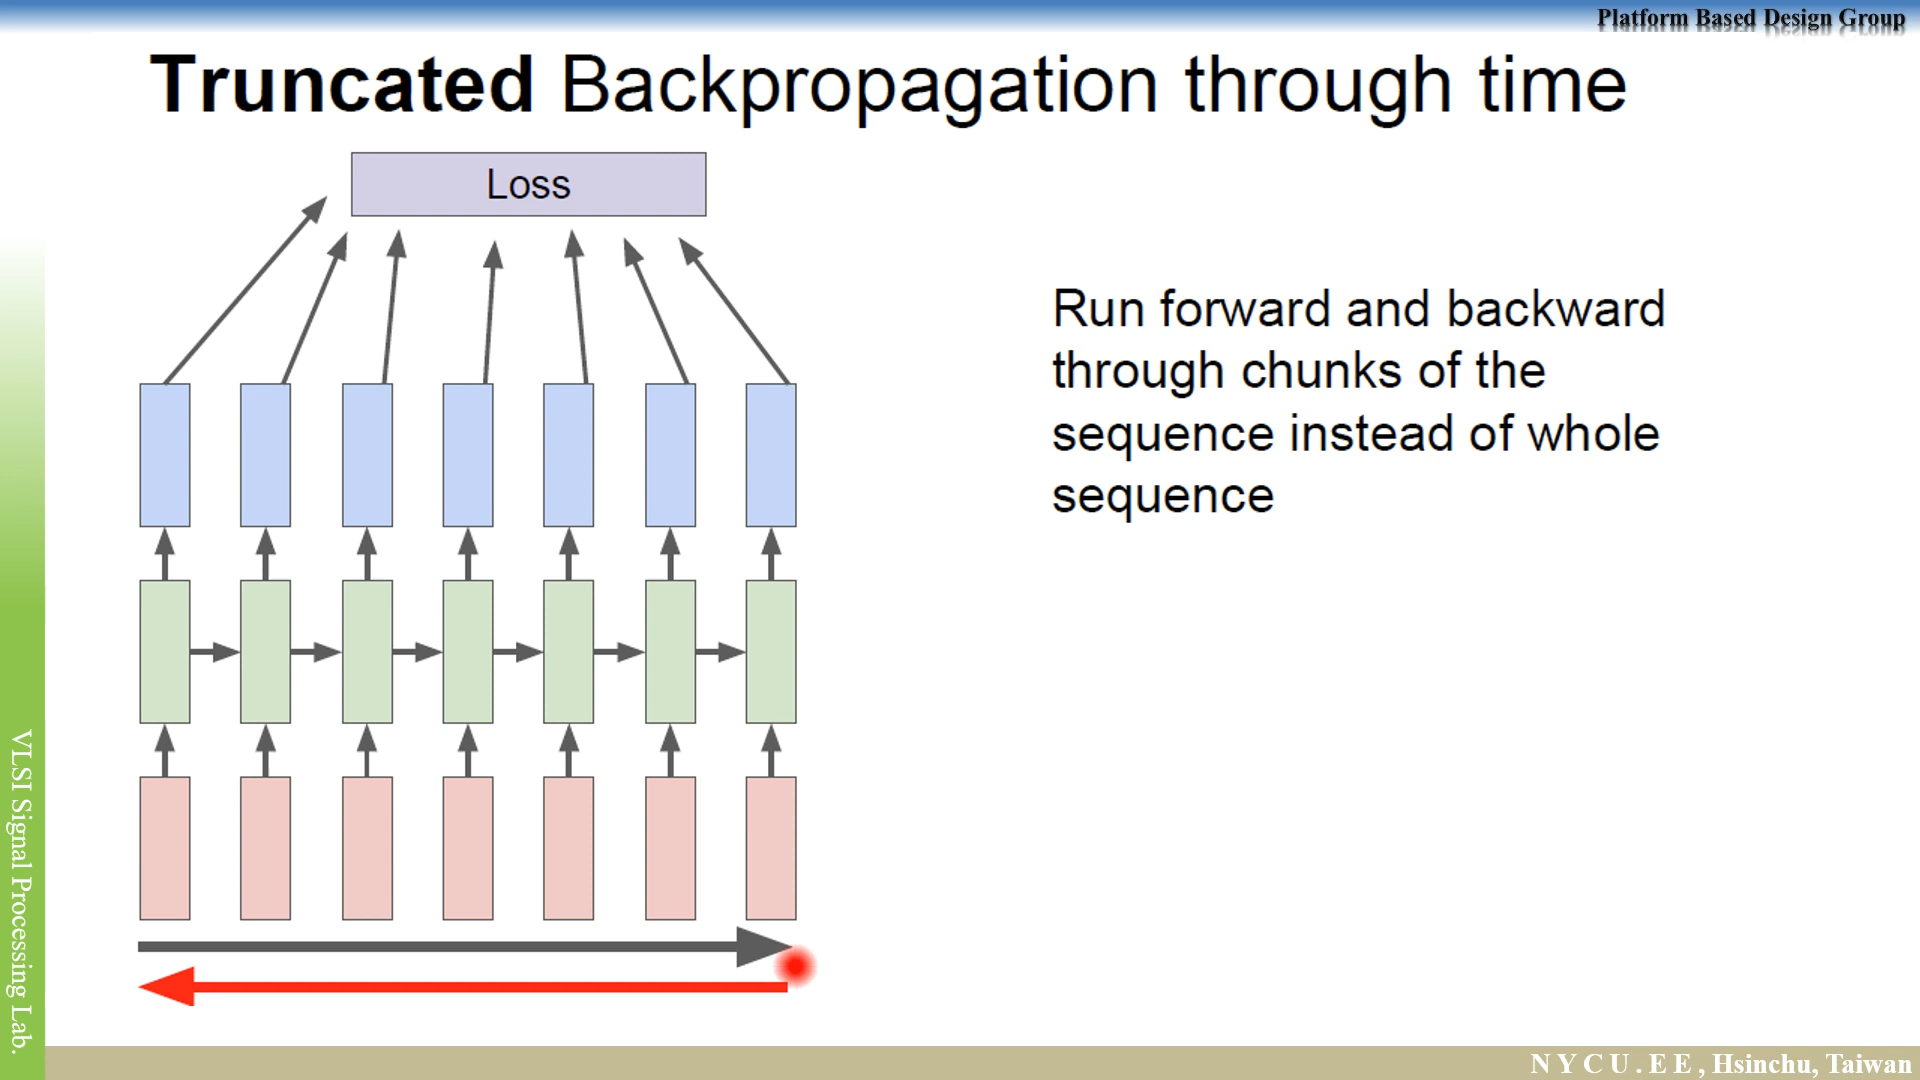 Platform Based Design Group
Truncated Backpropagation through time
Loss
Run forward and backward
through chunks of the
sequence instead of whole
sequence
VLSI Signal Processing Lab.
N Y C U . E E , Hsinchu, Taiwan